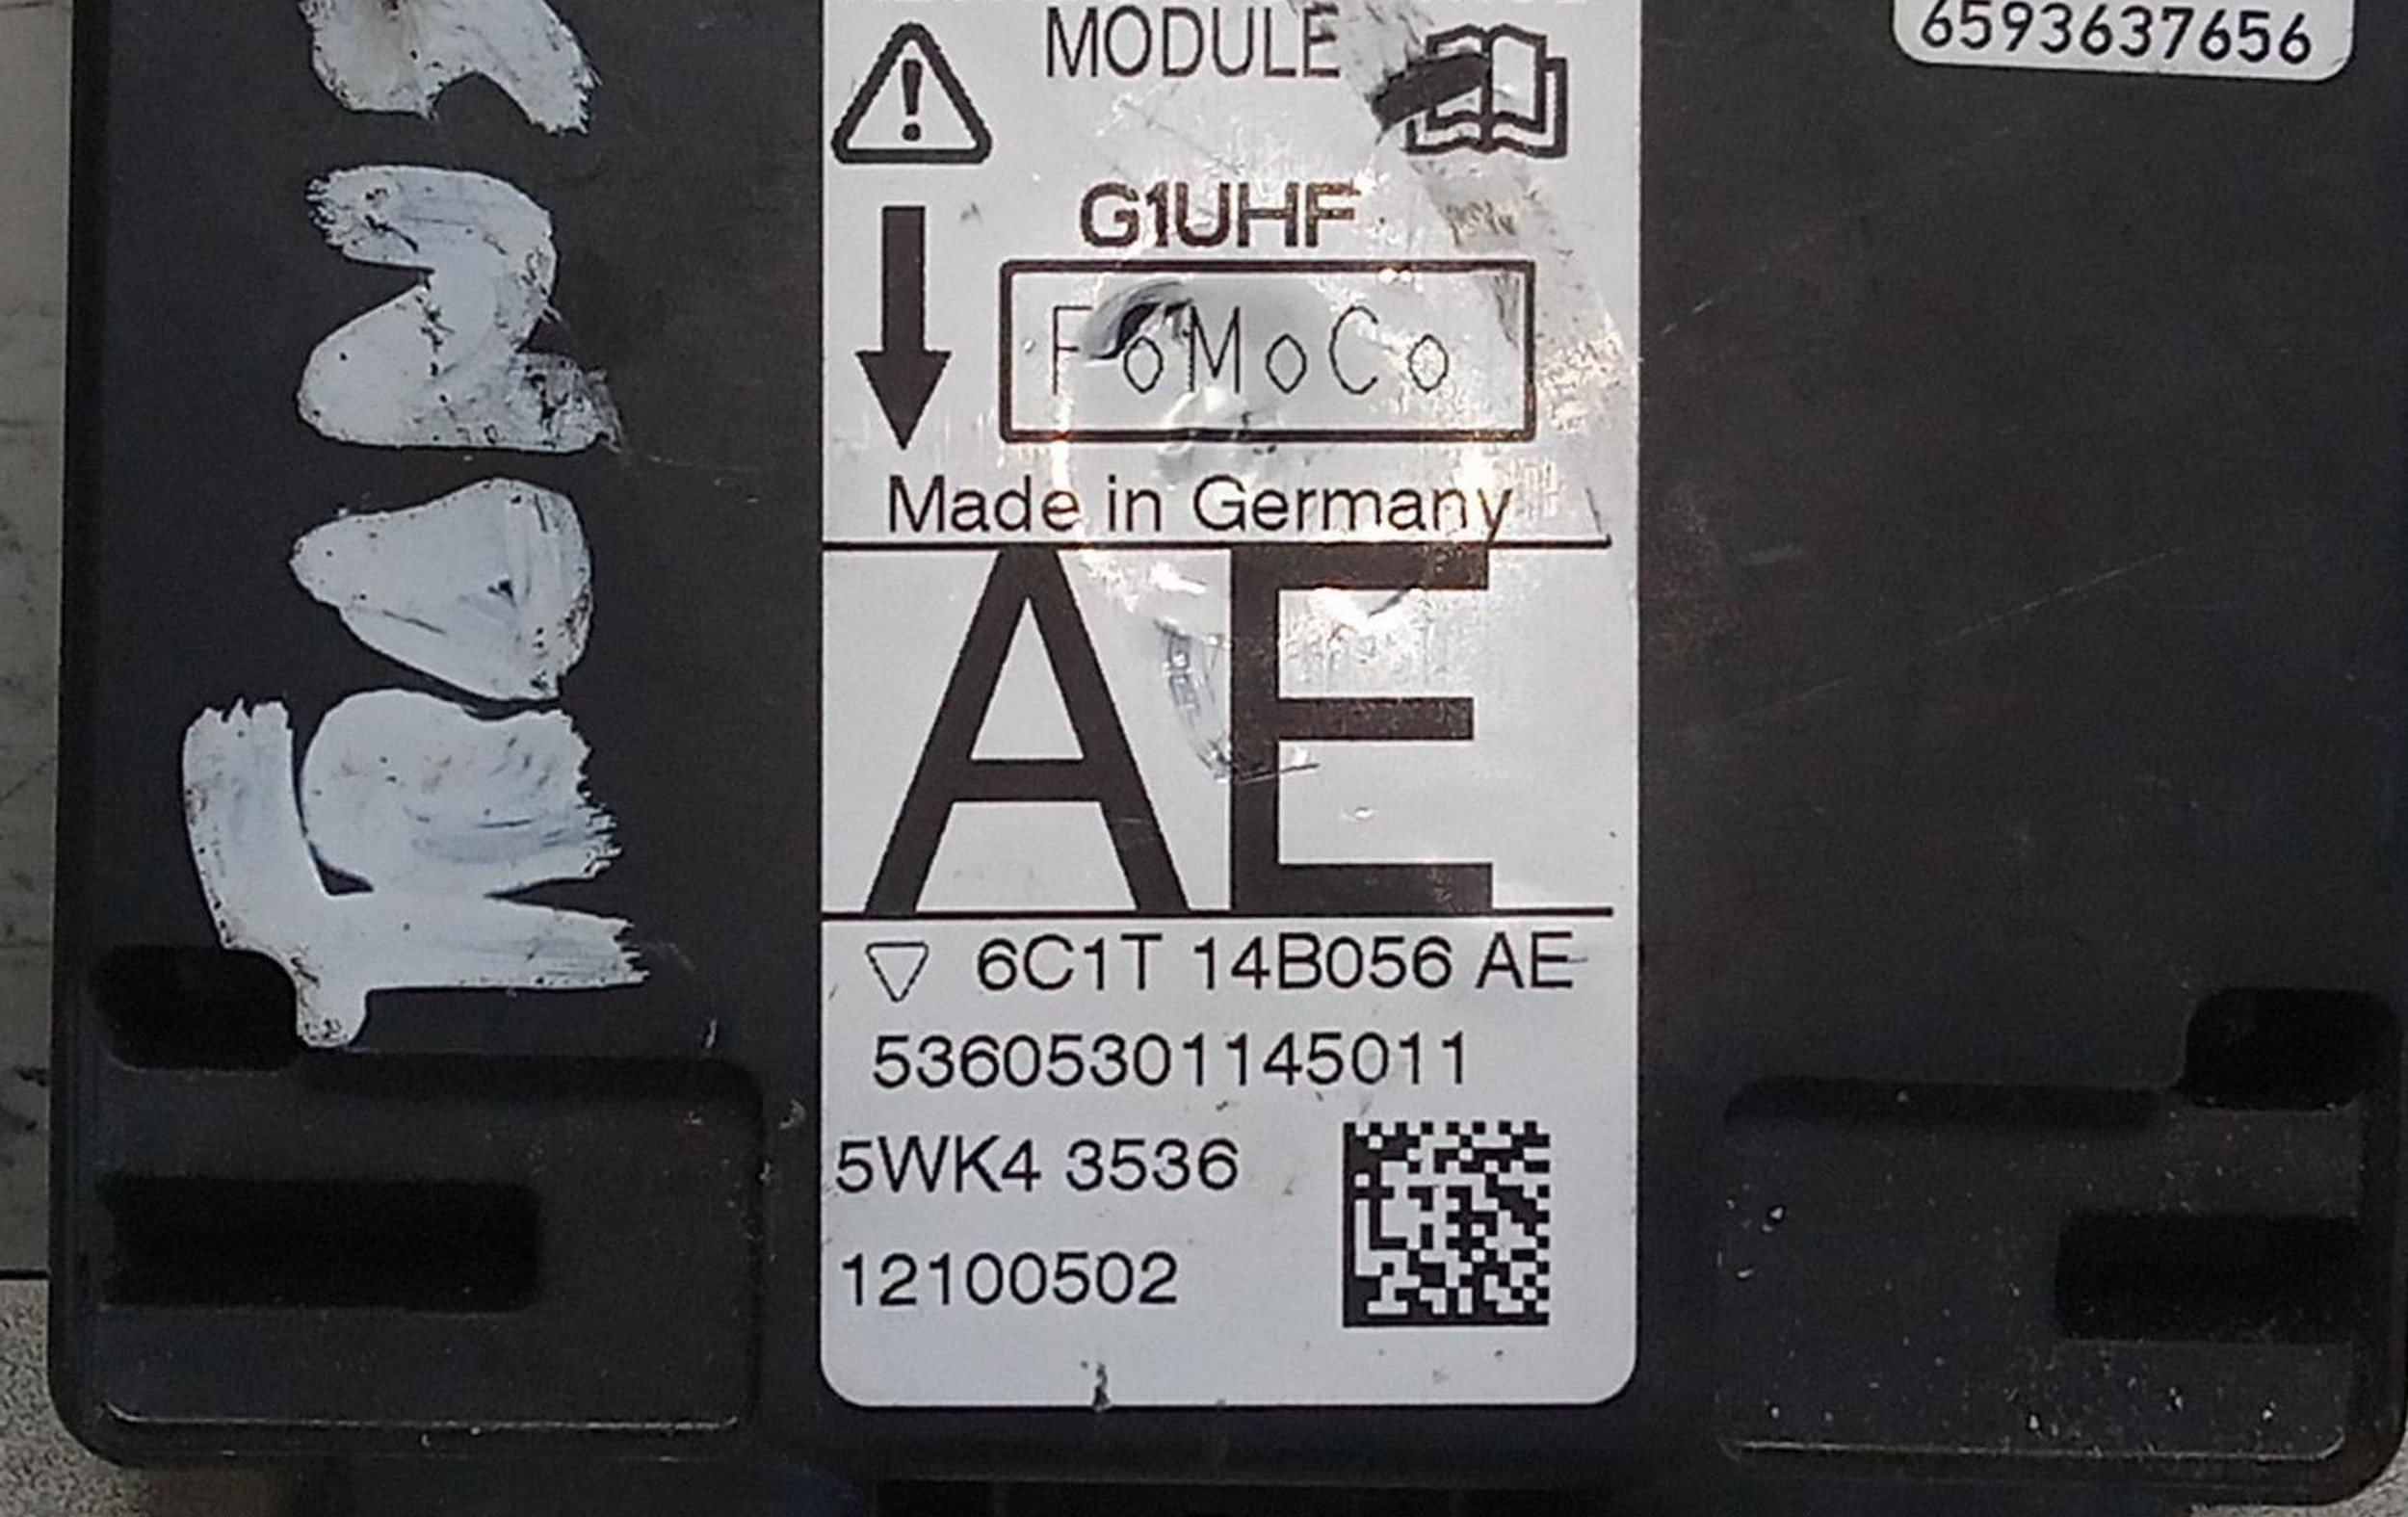 MODULE
6593637656
G1UHF
FoMoCo
Made in Germany
AE
6C1T 14B056 AE
53605301145011
5WK4 3536
12100502